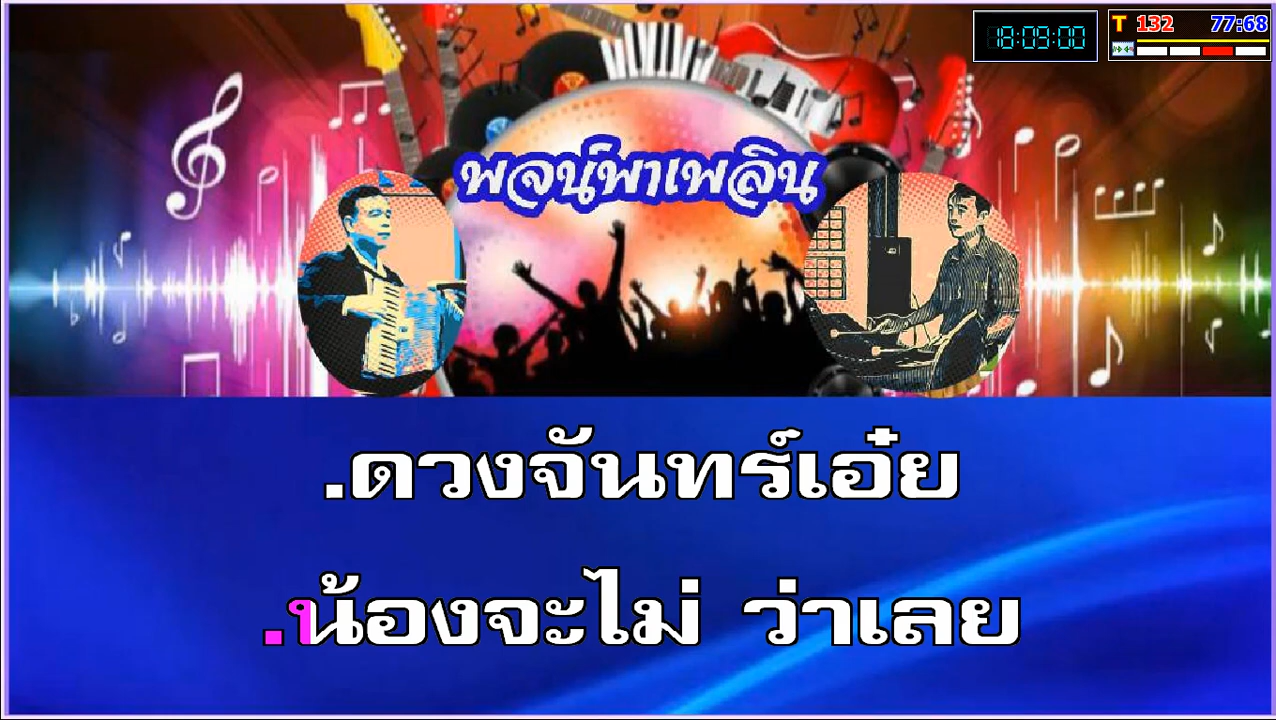 18:09:00
T 132 77:68
พจน์พาเพลิน
.ดวงจันทร์เอ๋ย
.น้องจะไม่ ว่าเลย